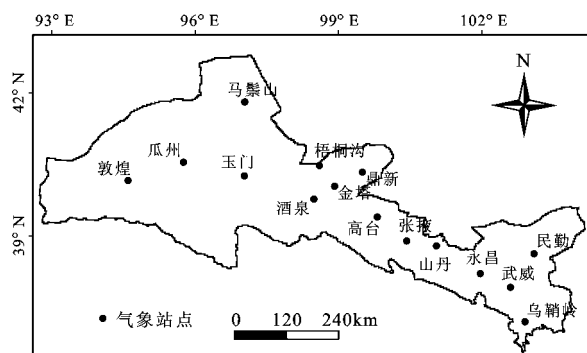 93° E
96° E
99° E
102° E
N
42° N
马鬃山
瓜州
玉门
梧桐沟
敦煌
鼎新
金塔
酒泉
39° N
高台
张掖
民勤
山丹
永昌
武威
乌鞘岭
气象站点
0 120 240km